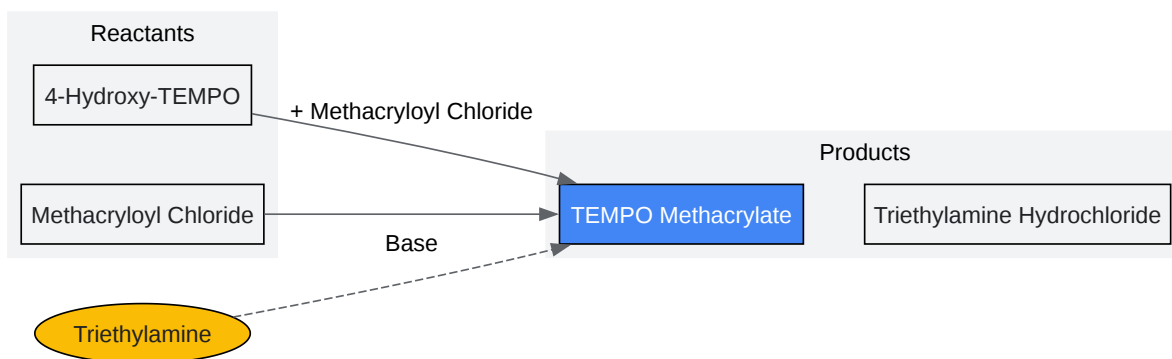 Reactants
4-Hydroxy-TEMPO
+ Methacryloyl Chloride
Products
Methacryloyl Chloride
TEMPO Methacrylate
Triethylamine Hydrochloride
Base
Triethylamine